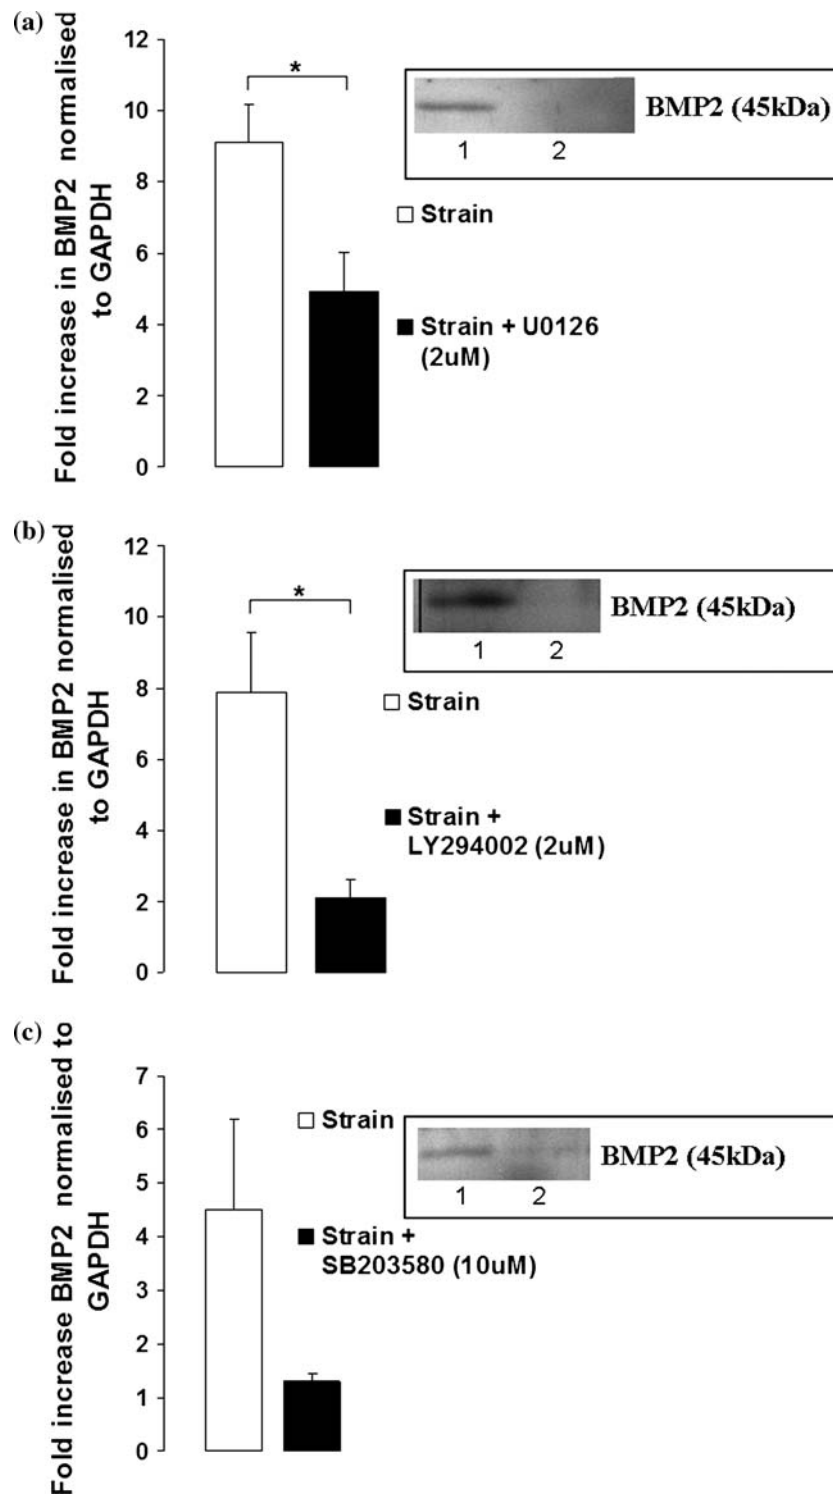 (a)
Fold increase in BMP2 normalised
to GAPDH
12
10
8
6
4
2
0
*
BMP2 (45kDa)
1 2
Strain
Strain + U0126
(2uM)
(b)
Fold increase in BMP2 normalised
to GAPDH
12
10
8
6
4
2
0
*
BMP2 (45kDa)
1 2
Strain
Strain +
LY294002 (2uM)
(c)
Fold increase BMP2 normalised to
GAPDH
7
6
5
4
3
2
1
0
Strain
BMP2 (45kDa)
1 2
Strain +
SB203580 (10uM)